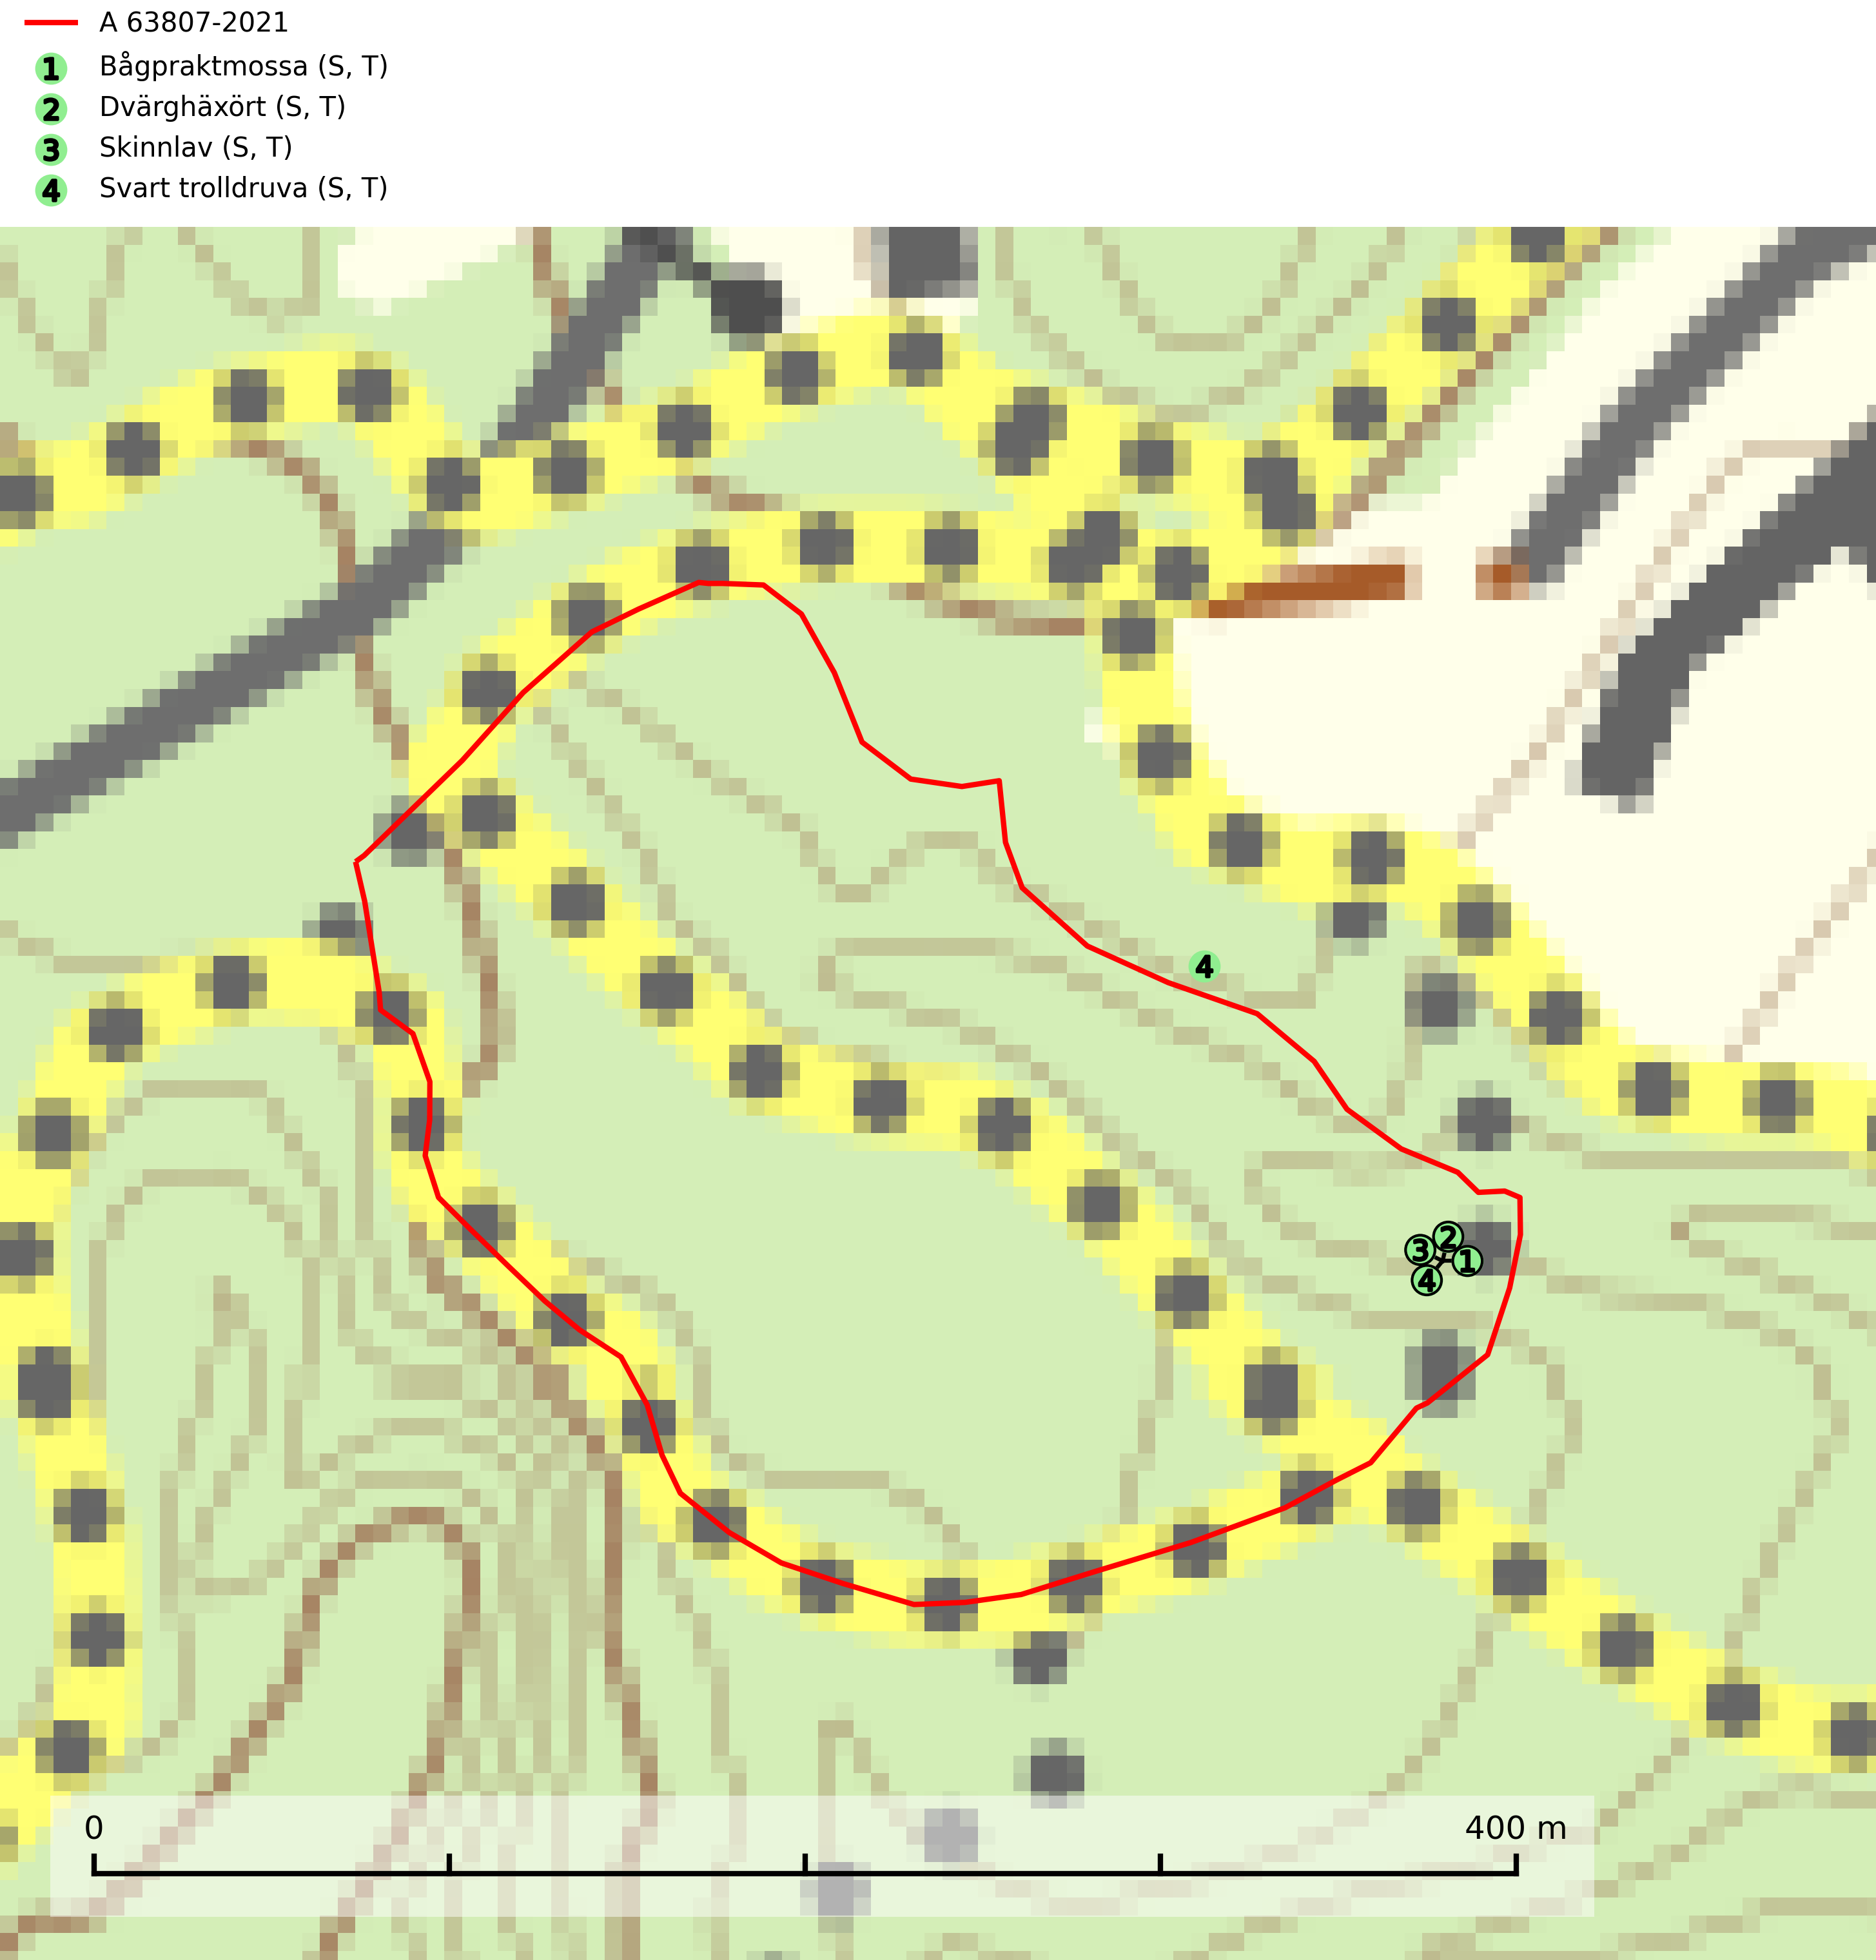 A 63807-2021
1 Bågpraktmossa (S, T)
2 Dvärghäxört (S, T)
3 Skinnlav (S, T)
4 Svart trolldruva (S, T)
4
2
3
1
4
0
400 m